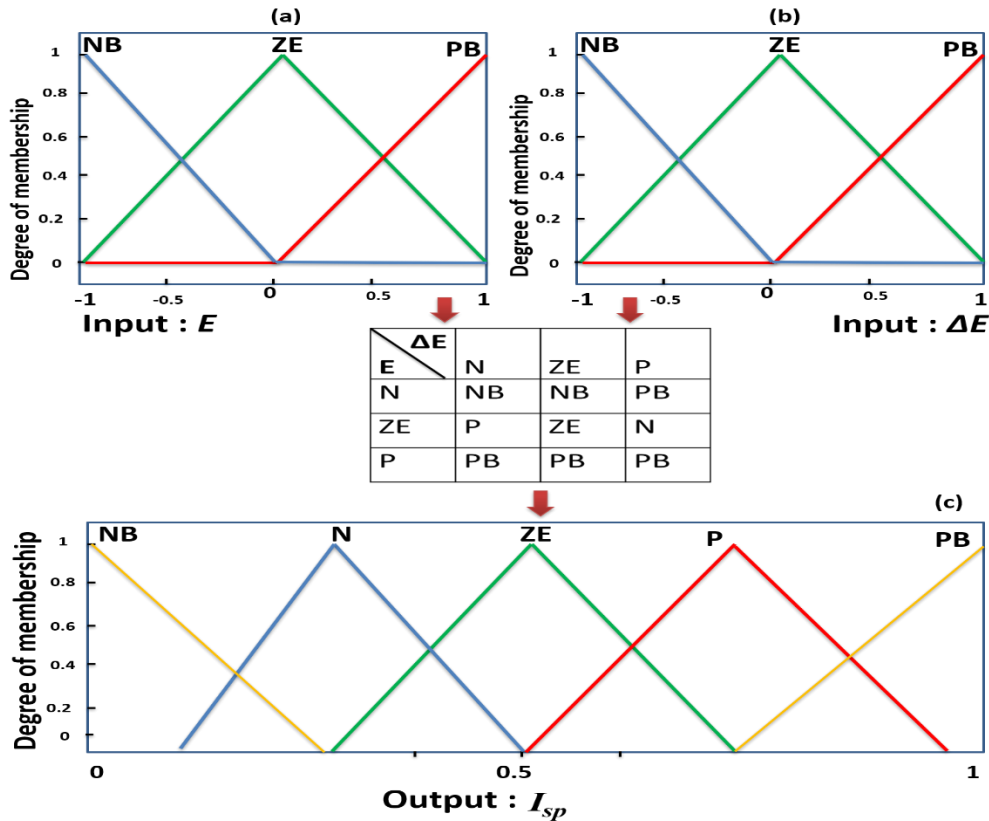 (a)
NB ZE PB
Degree of membership
1
0.8
0.6
0.4
0.2
0
-1 -0.5 0 0.5 1
Input : E
(b)
NB ZE PB
Degree of membership
1
0.8
0.6
0.4
0.2
0
-1 -0.5 0 0.5 1
Input : ΔE
ΔE
E N ZE P
N NB NB PB
ZE P ZE N
P PB PB PB
(c)
NB N ZE P PB
Degree of membership
1
0.8
0.6
0.4
0.2
0
0 0.5 1
Output : Isp